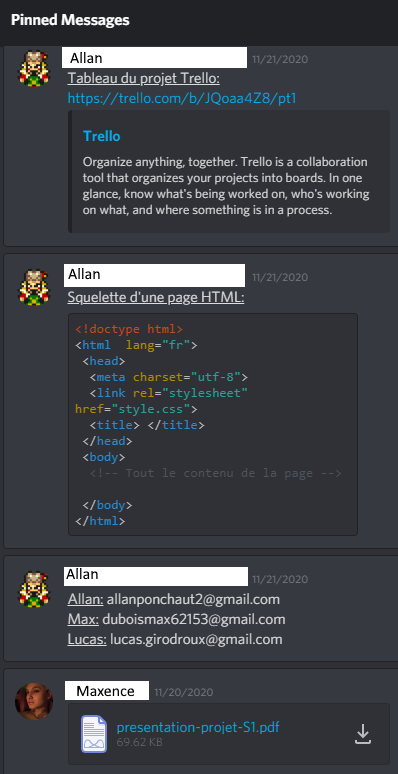 Pinned Messages
Allan 11/21/2020
Tableau du projet Trello:
https://trello.com/b/JQoaa4Z8/pt1
Trello
Organize anything, together. Trello is a collaboration
tool that organizes your projects into boards. In one
glance, know what's being worked on, who's working
on what, and where something is in a process.
Allan 11/21/2020
Squelette d'une page HTML:
<!doctype html>
<html  lang="fr">
 <head>
  <meta charset="utf-8">
  <link rel="stylesheet"
href="style.css">
  <title> </title>
 </head>
 <body>
  <!-- Tout le contenu de la page -->
 </body>
</html>
Allan 11/21/2020
Allan: allanponchaut2@gmail.com
Max: duboismax62153@gmail.com
Lucas: lucas.girodroux@gmail.com
Maxence 11/20/2020
presentation-projet-S1.pdf
69.62 KB